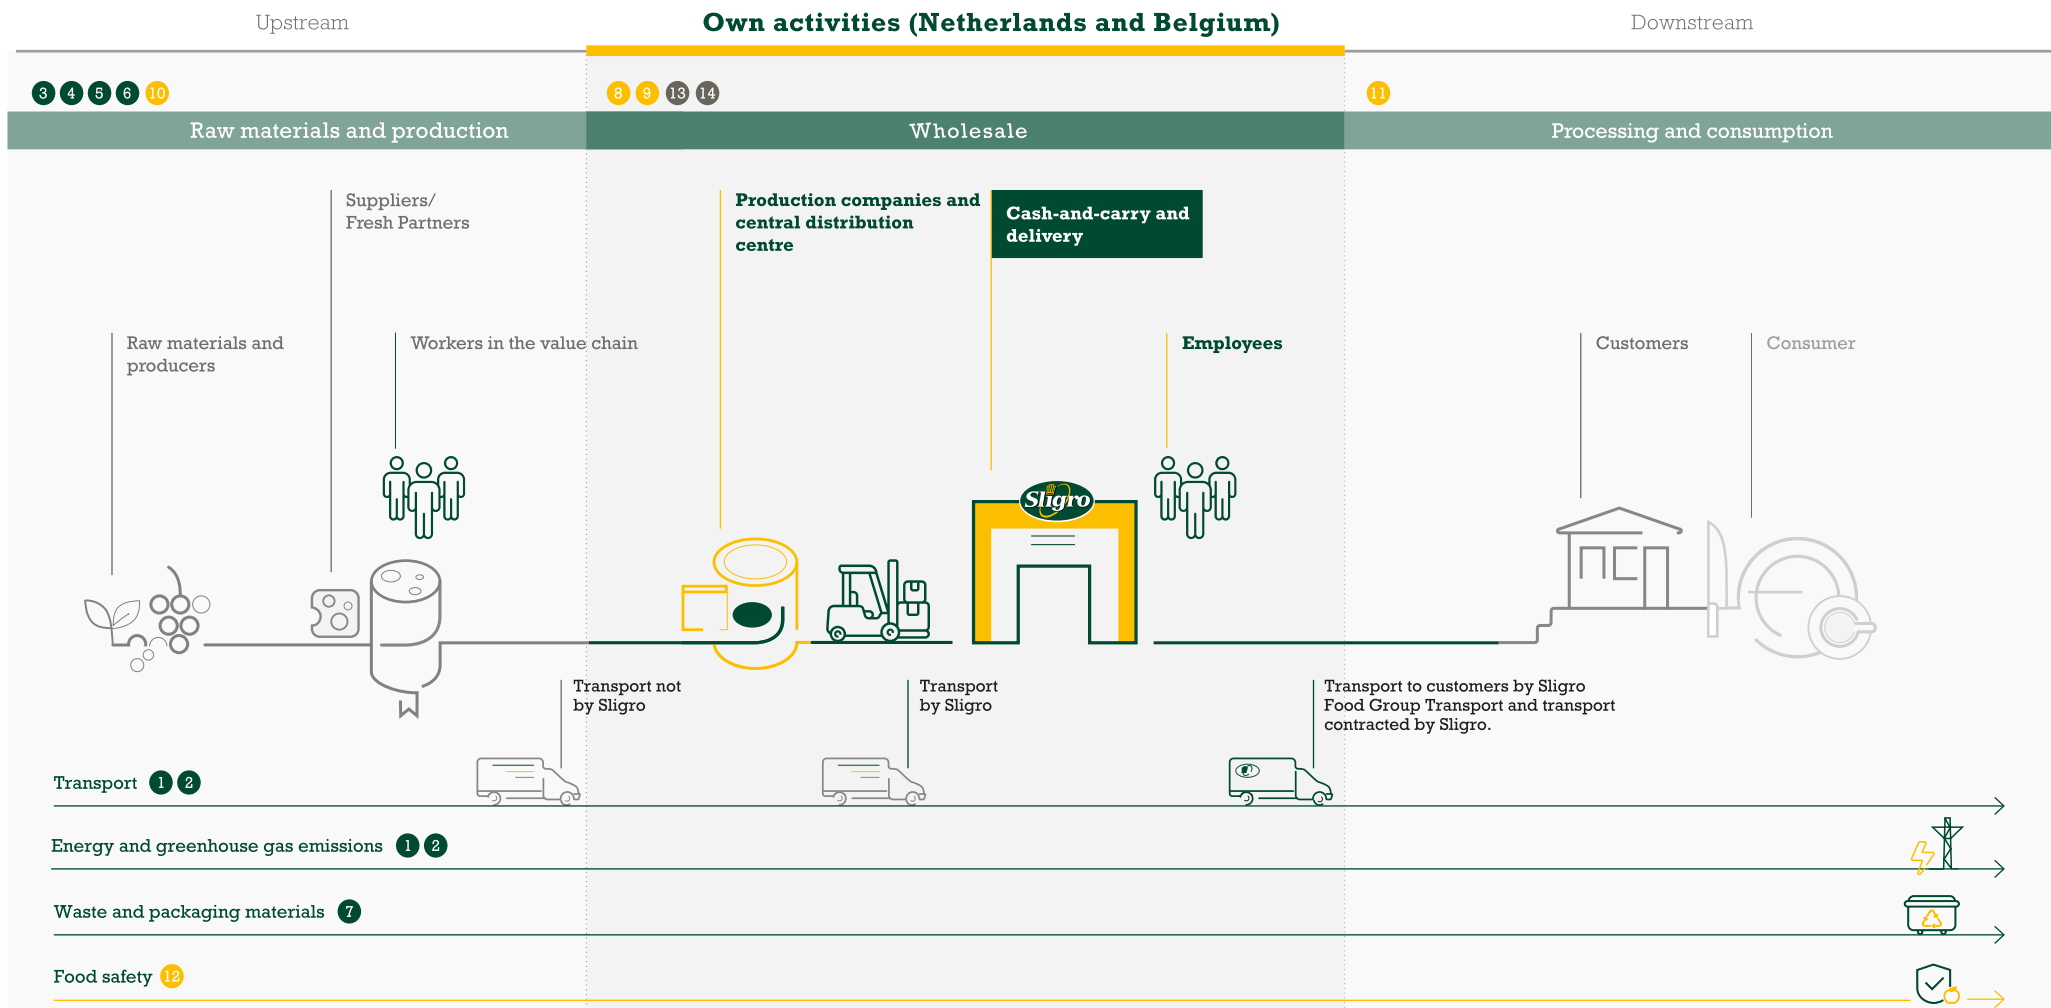 Upstream
Own activities (Netherlands and Belgium)
Downstream
3 4 5 6 10
8 9 13 14
11
Raw materials and production
Wholesale
Processing and consumption
Suppliers/
Fresh Partners
Production companies and
central distribution
centre
Cash-and-carry and
delivery
Raw materials and
producers
Workers in the value chain
Employees
Customers
Consumer
Sligro
Transport not
by Sligro
Transport
by Sligro
Transport to customers by Sligro
Food Group Transport and transport
contracted by Sligro.
Transport 1 2
Energy and greenhouse gas emissions 1 2
Waste and packaging materials 7
Food safety 12